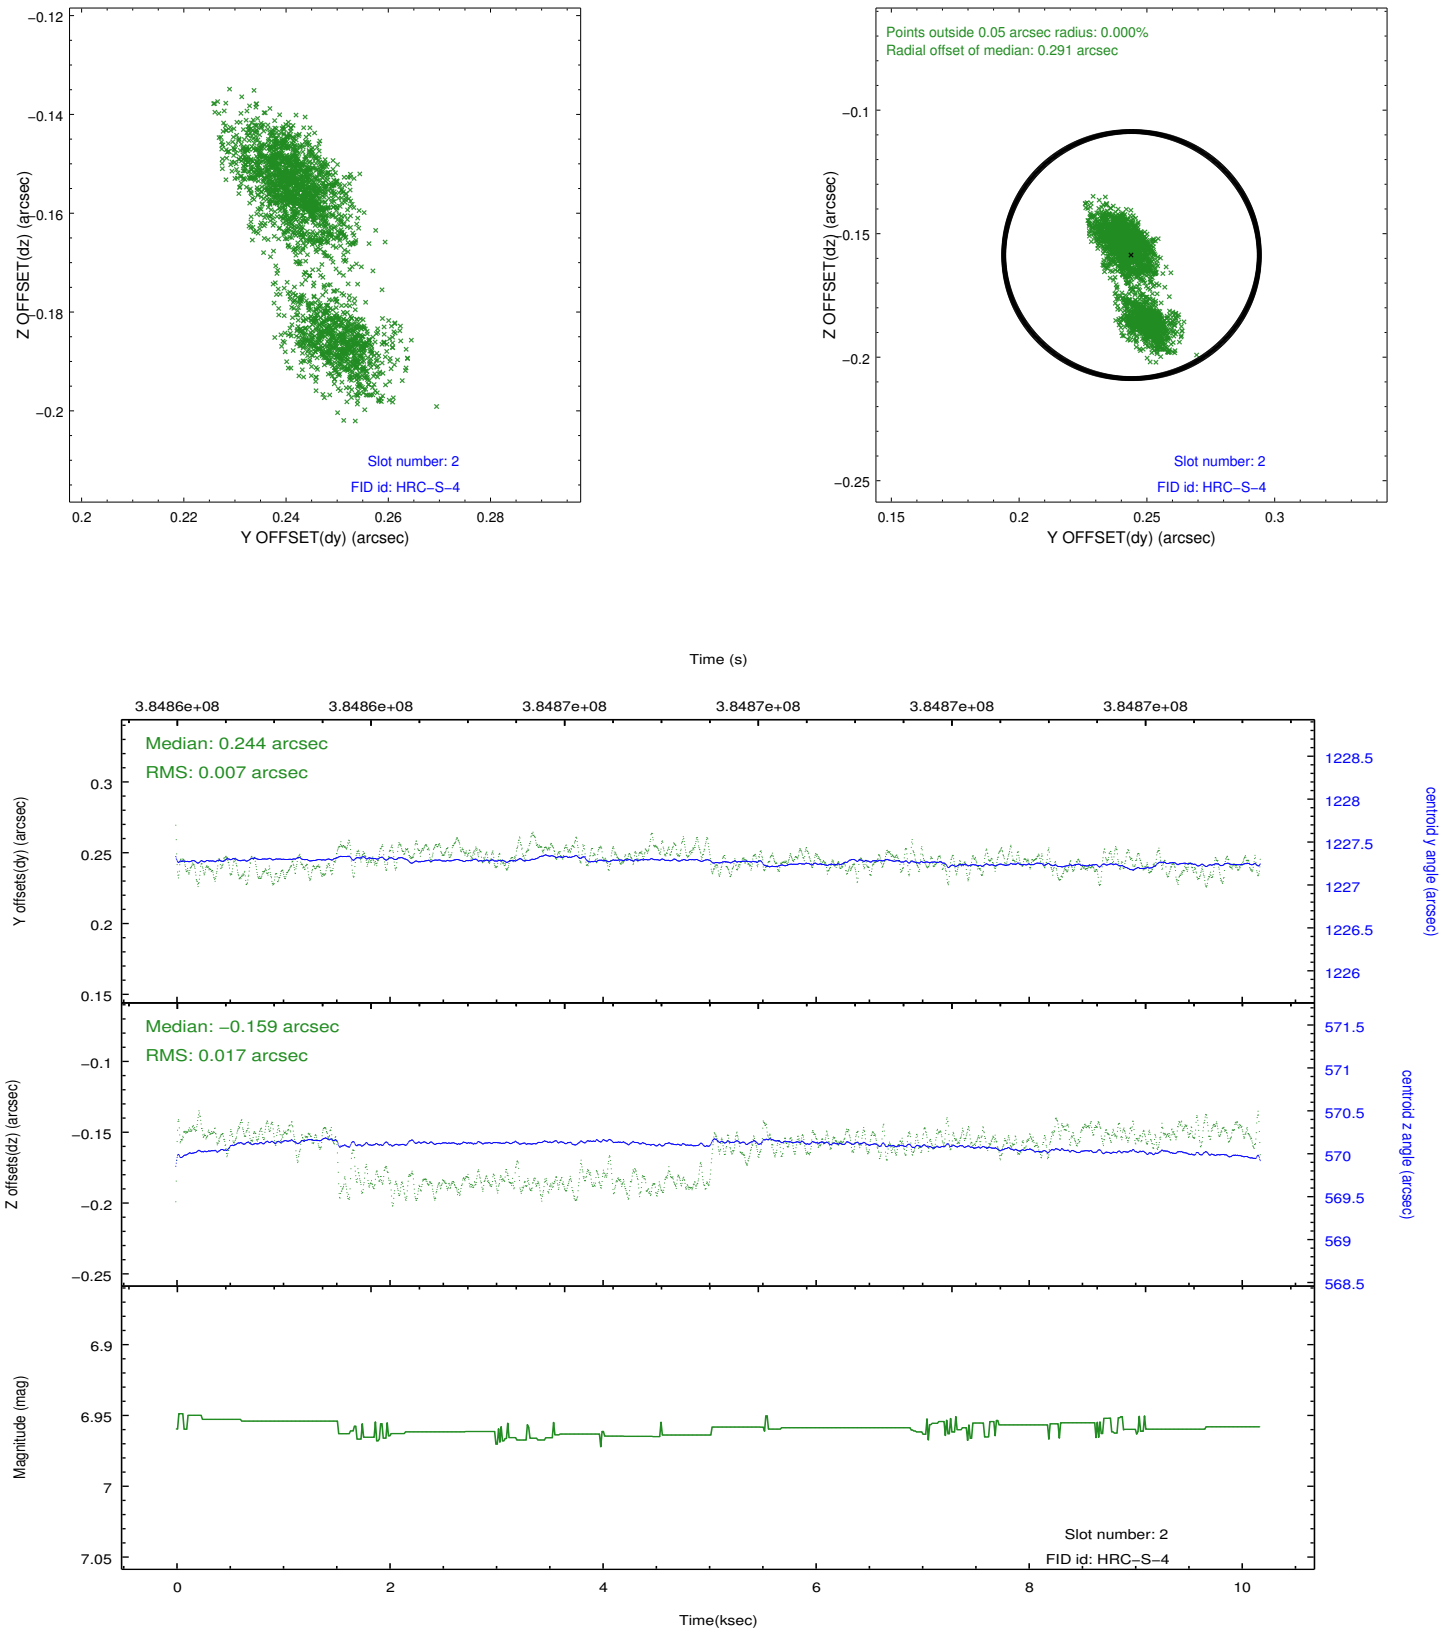 −0.12
−0.14
−0.16
−0.18
−0.2
Z OFFSET(dz) (arcsec)
Slot number: 2
FID id: HRC−S−4
0.2
0.22
0.24
0.26
0.28
Y OFFSET(dy) (arcsec)
Points outside 0.05 arcsec radius: 0.000%
Radial offset of median: 0.291 arcsec
−0.1
−0.15
−0.2
−0.25
Z OFFSET(dz) (arcsec)
Slot number: 2
FID id: HRC−S−4
0.15
0.2
0.25
0.3
Y OFFSET(dy) (arcsec)
Time (s)
3.8486e+08
3.8486e+08
3.8487e+08
3.8487e+08
3.8487e+08
3.8487e+08
Median: 0.244 arcsec
RMS: 0.007 arcsec
0.3
0.25
0.2
0.15
Y offsets(dy) (arcsec)
1228.5
1228
1227.5
1227
1226.5
1226
centroid y angle (arcsec)
Median: −0.159 arcsec
RMS: 0.017 arcsec
−0.1
−0.15
−0.2
−0.25
Z offsets(dz) (arcsec)
571.5
571
570.5
570
569.5
569
568.5
centroid z angle (arcsec)
6.9
6.95
7
7.05
Magnitude (mag)
Slot number: 2
FID id: HRC−S−4
0
2
4
6
8
10
Time(ksec)